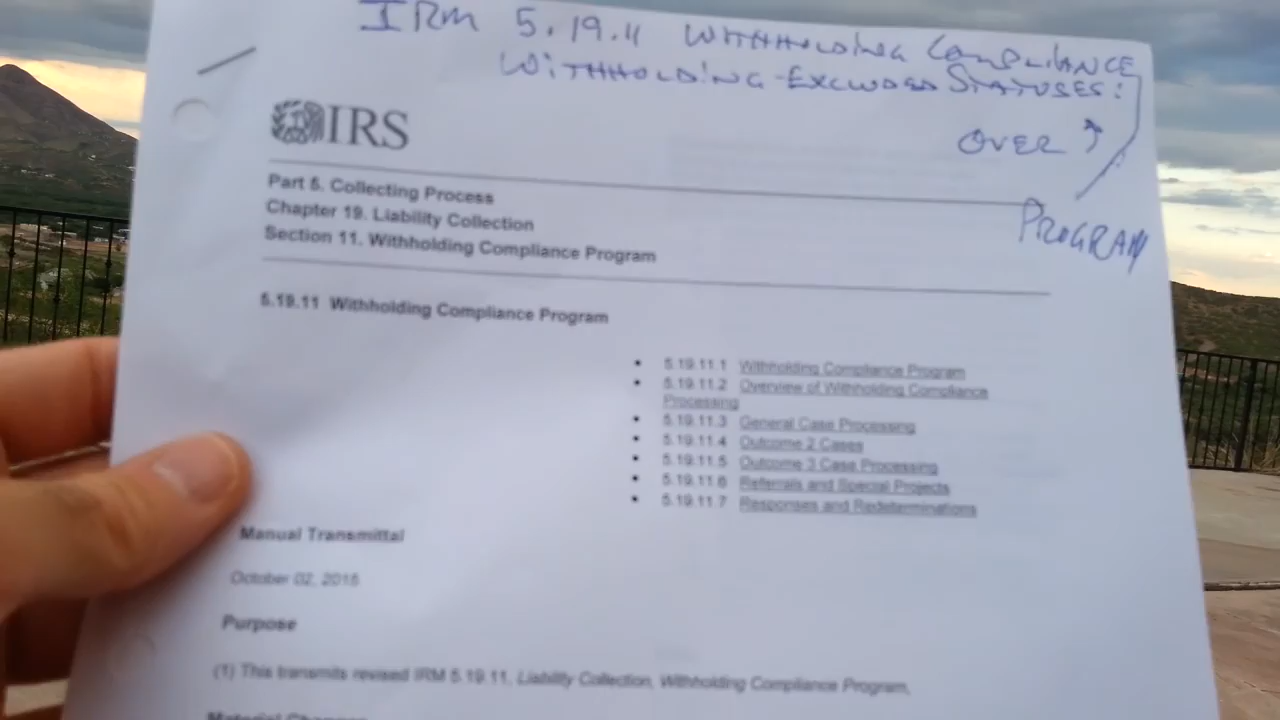 IRM 5.19.11 WITHHOLDING COMPLIANCE
WITHHOLDING-EXCLUDED STATUSES:
OVER
PROGRAM
IRS
Part 5. Collecting Process
Chapter 19. Liability Collection
Section 11. Withholding Compliance Program
5.19.11 Withholding Compliance Program
• 5.19.11.1 Withholding Compliance Program
• 5.19.11.2 Overview of Withholding Compliance
Processing
• 5.19.11.3 General Case Processing
• 5.19.11.4 Outcome 2 Cases
• 5.19.11.5 Outcome 3 Case Processing
• 5.19.11.6 Referrals and Special Projects
• 5.19.11.7 Responses and Redeterminations
Manual Transmittal
October 02, 2015
Purpose
(1) This transmits revised IRM 5.19.11, Liability Collection, Withholding Compliance Program.
Material Changes